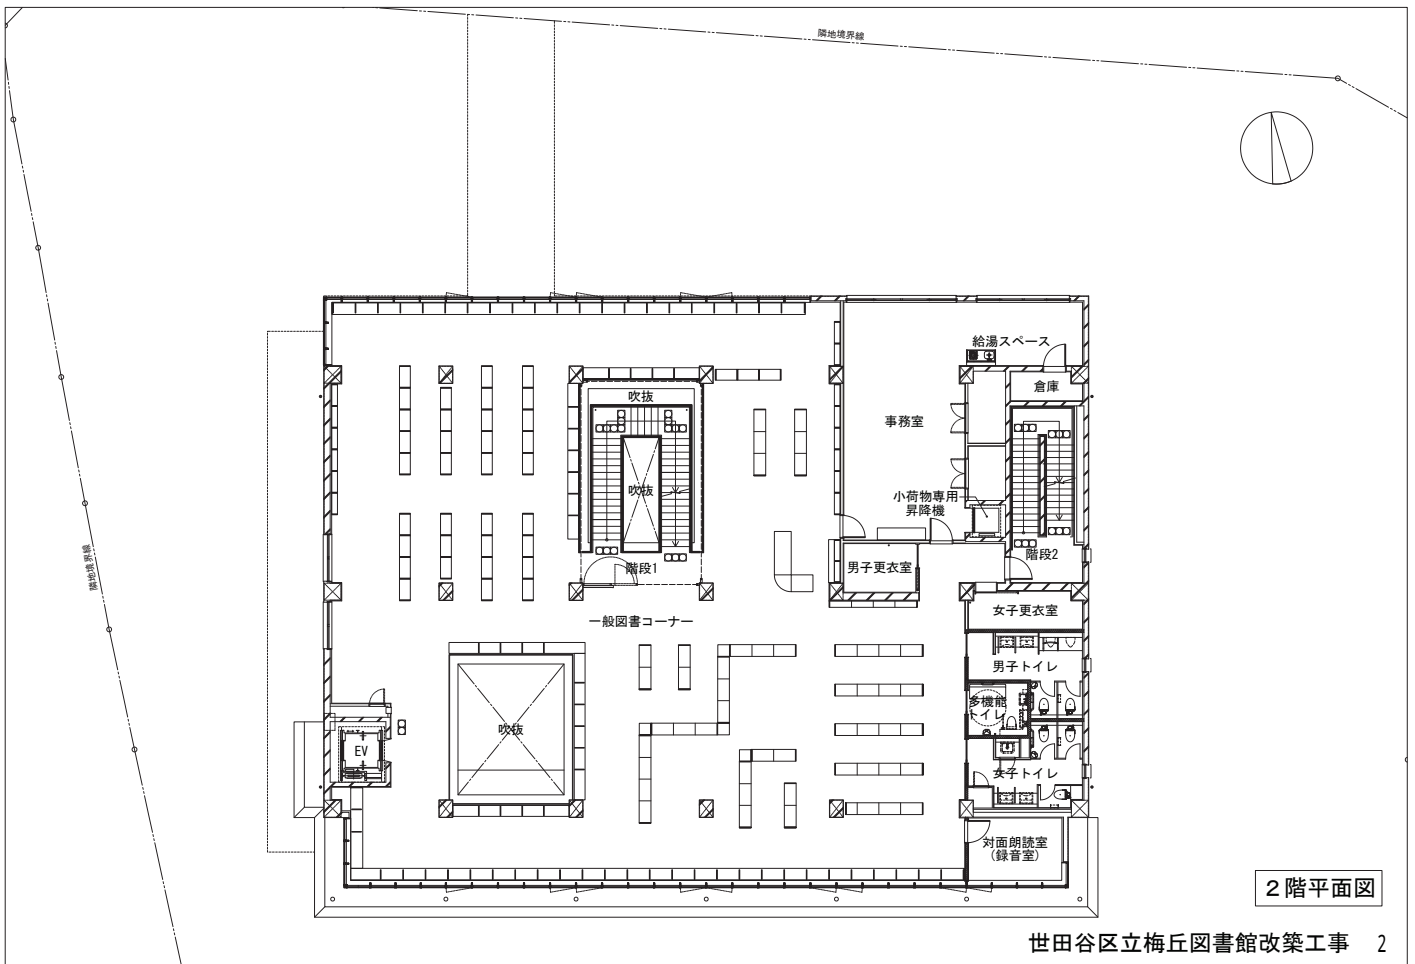 隣地境界線
隣地境界線
給湯スペース
倉庫
吹抜
事務室
吹抜
小荷物専用
昇降機
階段1
階段2
男子更衣室
女子更衣室
一般図書コーナー
男子トイレ
多機能
トイレ
吹抜
EV
女子トイレ
対面朗読室
(録音室)
2階平面図
世田谷区立梅丘図書館改築工事 2